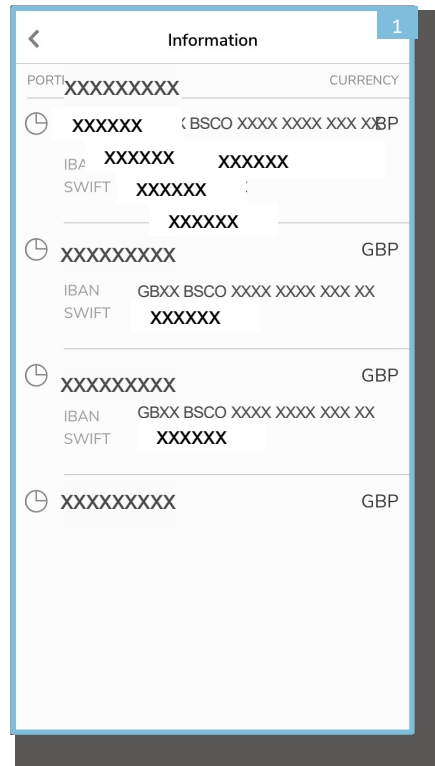 1
Information
PORT XXXXXXXXX CURRENCY
XXXXXX BSCO XXXX XXXX XXX XX BP
IBA XXXXXX XXXXXX
SWIFT XXXXXX
XXXXXX
XXXXXXXXX GBP
IBAN GBXX BSCO XXXX XXXX XXX XX
SWIFT XXXXXX
XXXXXXXXX GBP
IBAN GBXX BSCO XXXX XXXX XXX XX
SWIFT XXXXXX
XXXXXXXXX GBP